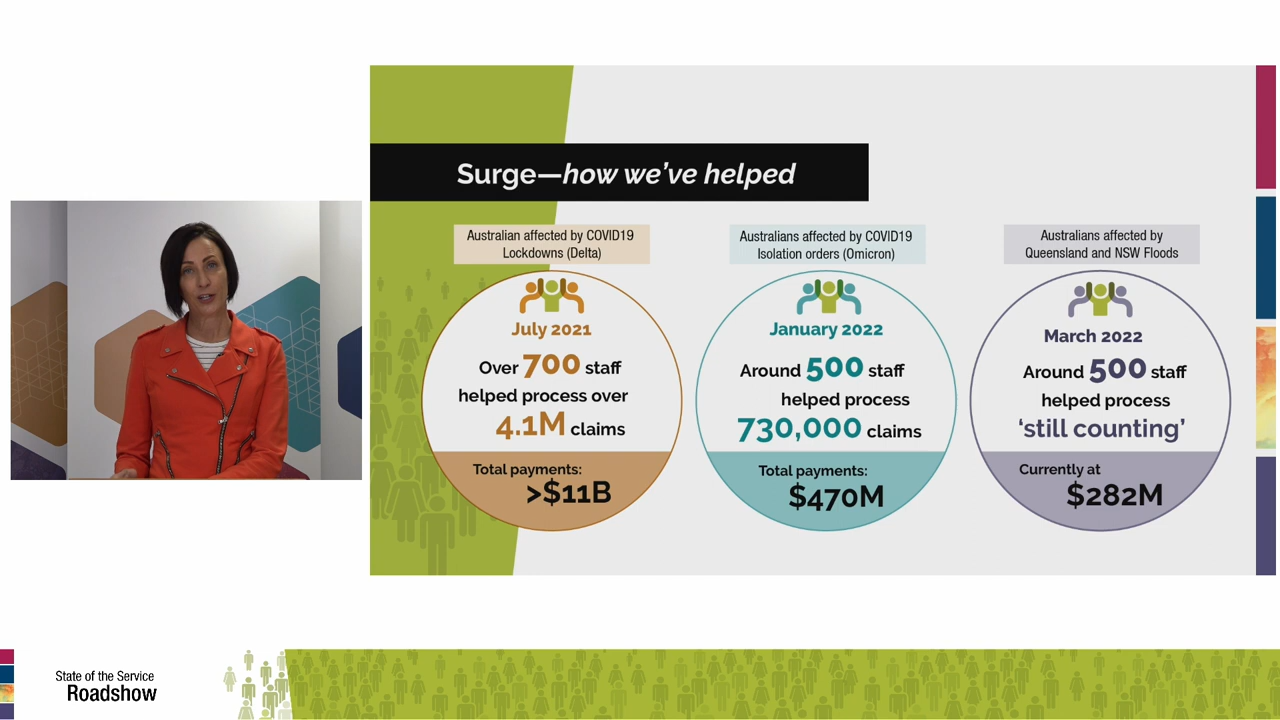 Surge—how we've helped
Australian affected by COVID19
Lockdowns (Delta)
July 2021
Over 700 staff
helped process over
4.1M claims
Total payments:
>$11B
Australians affected by COVID19
Isolation orders (Omicron)
January 2022
Around 500 staff
helped process
730,000 claims
Total payments:
$470M
Australians affected by
Queensland and NSW Floods
March 2022
Around 500 staff
helped process
‘still counting’
Currently at
$282M
State of the Service
Roadshow